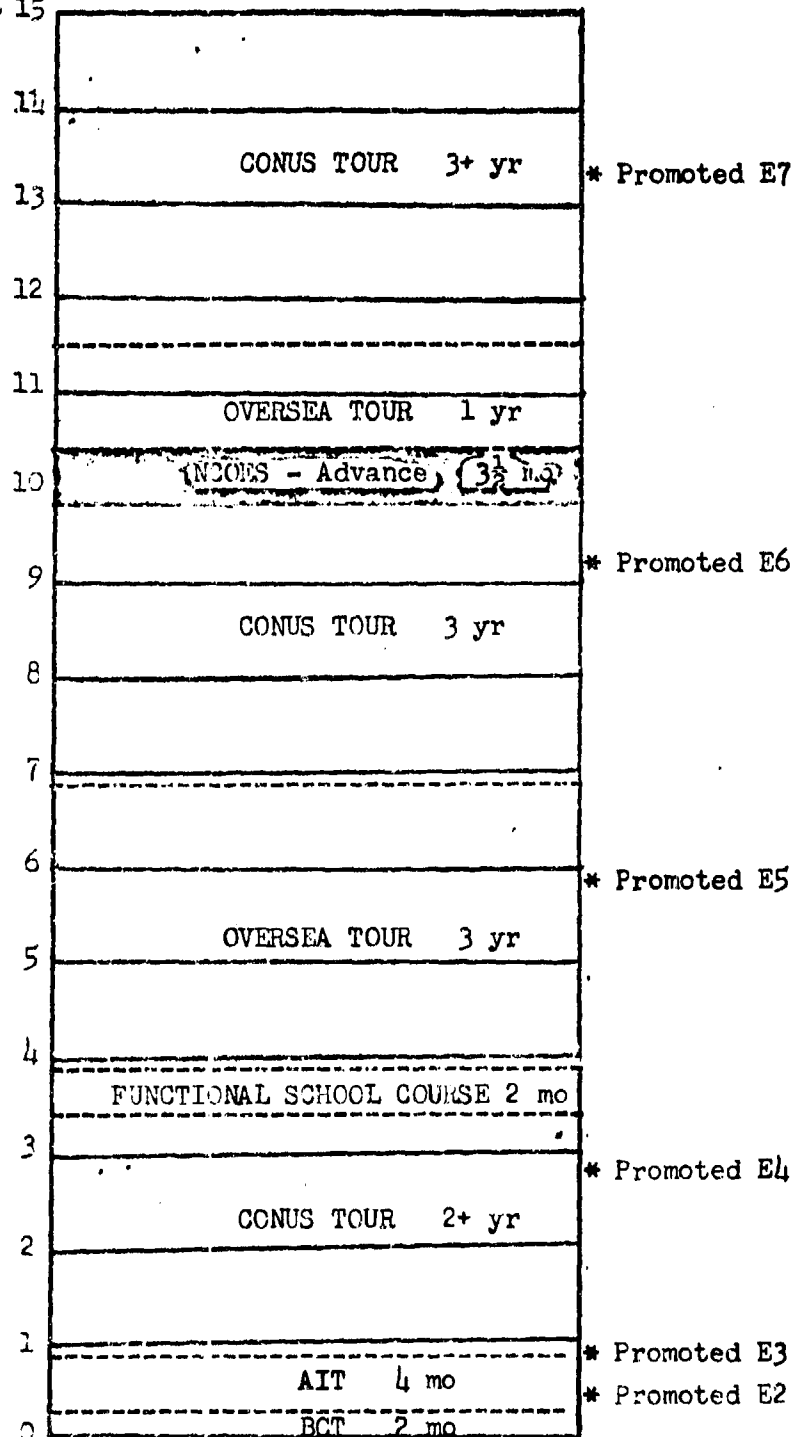 15
14
CONUS TOUR 3+ yr
* Promoted E7
13
12
11
OVERSEA TOUR 1 yr
NCOES - Advance 3½ mo
10
* Promoted E6
9
CONUS TOUR 3 yr
8
7
6
* Promoted E5
OVERSEA TOUR 3 yr
5
4
FUNCTIONAL SCHOOL COURSE 2 mo
3
* Promoted E4
CONUS TOUR 2+ yr
2
1
* Promoted E3
AIT 4 mo
* Promoted E2
BCT 2 mo
0